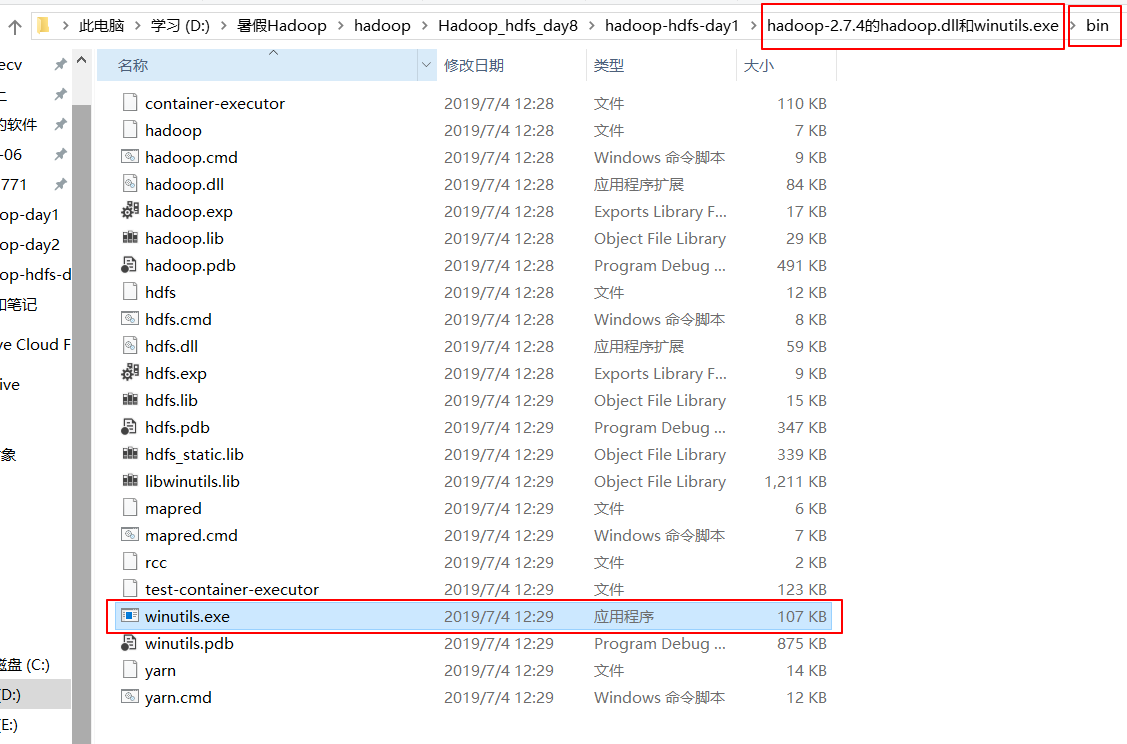 此电脑 学习 (D:) 暑假Hadoop hadoop Hadoop_hdfs_day8 hadoop-hdfs-day1 hadoop-2.7.4的hadoop.dll和winutils.exe bin
ecv
的软件
-06
771
op-day1
op-day2
op-hdfs-d
和笔记
ve Cloud F
ive
象
磁盘 (C:)
(D:)
(E:)
名称 修改日期 类型 大小
container-executor 2019/7/4 12:28 文件 110 KB
hadoop 2019/7/4 12:28 文件 7 KB
hadoop.cmd 2019/7/4 12:28 Windows 命令脚本 9 KB
hadoop.dll 2019/7/4 12:28 应用程序扩展 84 KB
hadoop.exp 2019/7/4 12:28 Exports Library F... 17 KB
hadoop.lib 2019/7/4 12:28 Object File Library 29 KB
hadoop.pdb 2019/7/4 12:28 Program Debug ... 491 KB
hdfs 2019/7/4 12:28 文件 12 KB
hdfs.cmd 2019/7/4 12:28 Windows 命令脚本 8 KB
hdfs.dll 2019/7/4 12:28 应用程序扩展 59 KB
hdfs.exp 2019/7/4 12:28 Exports Library F... 9 KB
hdfs.lib 2019/7/4 12:29 Object File Library 15 KB
hdfs.pdb 2019/7/4 12:29 Program Debug ... 347 KB
hdfs_static.lib 2019/7/4 12:29 Object File Library 339 KB
libwinutils.lib 2019/7/4 12:29 Object File Library 1,211 KB
mapred 2019/7/4 12:29 文件 6 KB
mapred.cmd 2019/7/4 12:29 Windows 命令脚本 7 KB
rcc 2019/7/4 12:29 文件 2 KB
test-container-executor 2019/7/4 12:29 文件 123 KB
winutils.exe 2019/7/4 12:29 应用程序 107 KB
winutils.pdb 2019/7/4 12:29 Program Debug ... 875 KB
yarn 2019/7/4 12:29 文件 14 KB
yarn.cmd 2019/7/4 12:29 Windows 命令脚本 12 KB